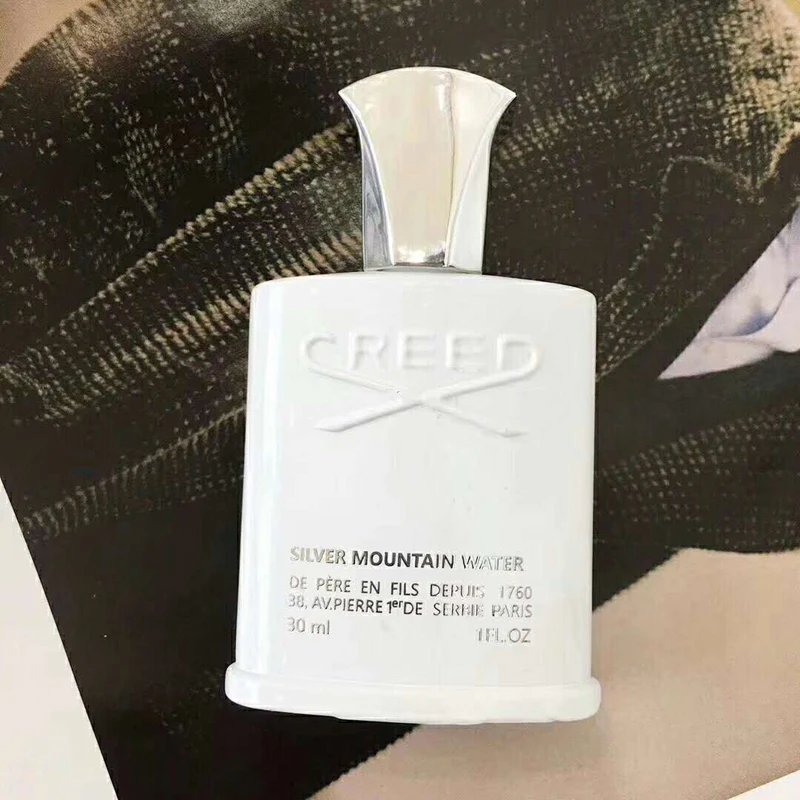 CREED
SILVER MOUNTAIN WATER
DE PÈRE EN FILS DEPUIS 1760
38, AV.PIERRE 1erDE SERBIE PARIS
30 ml 1FL.OZ